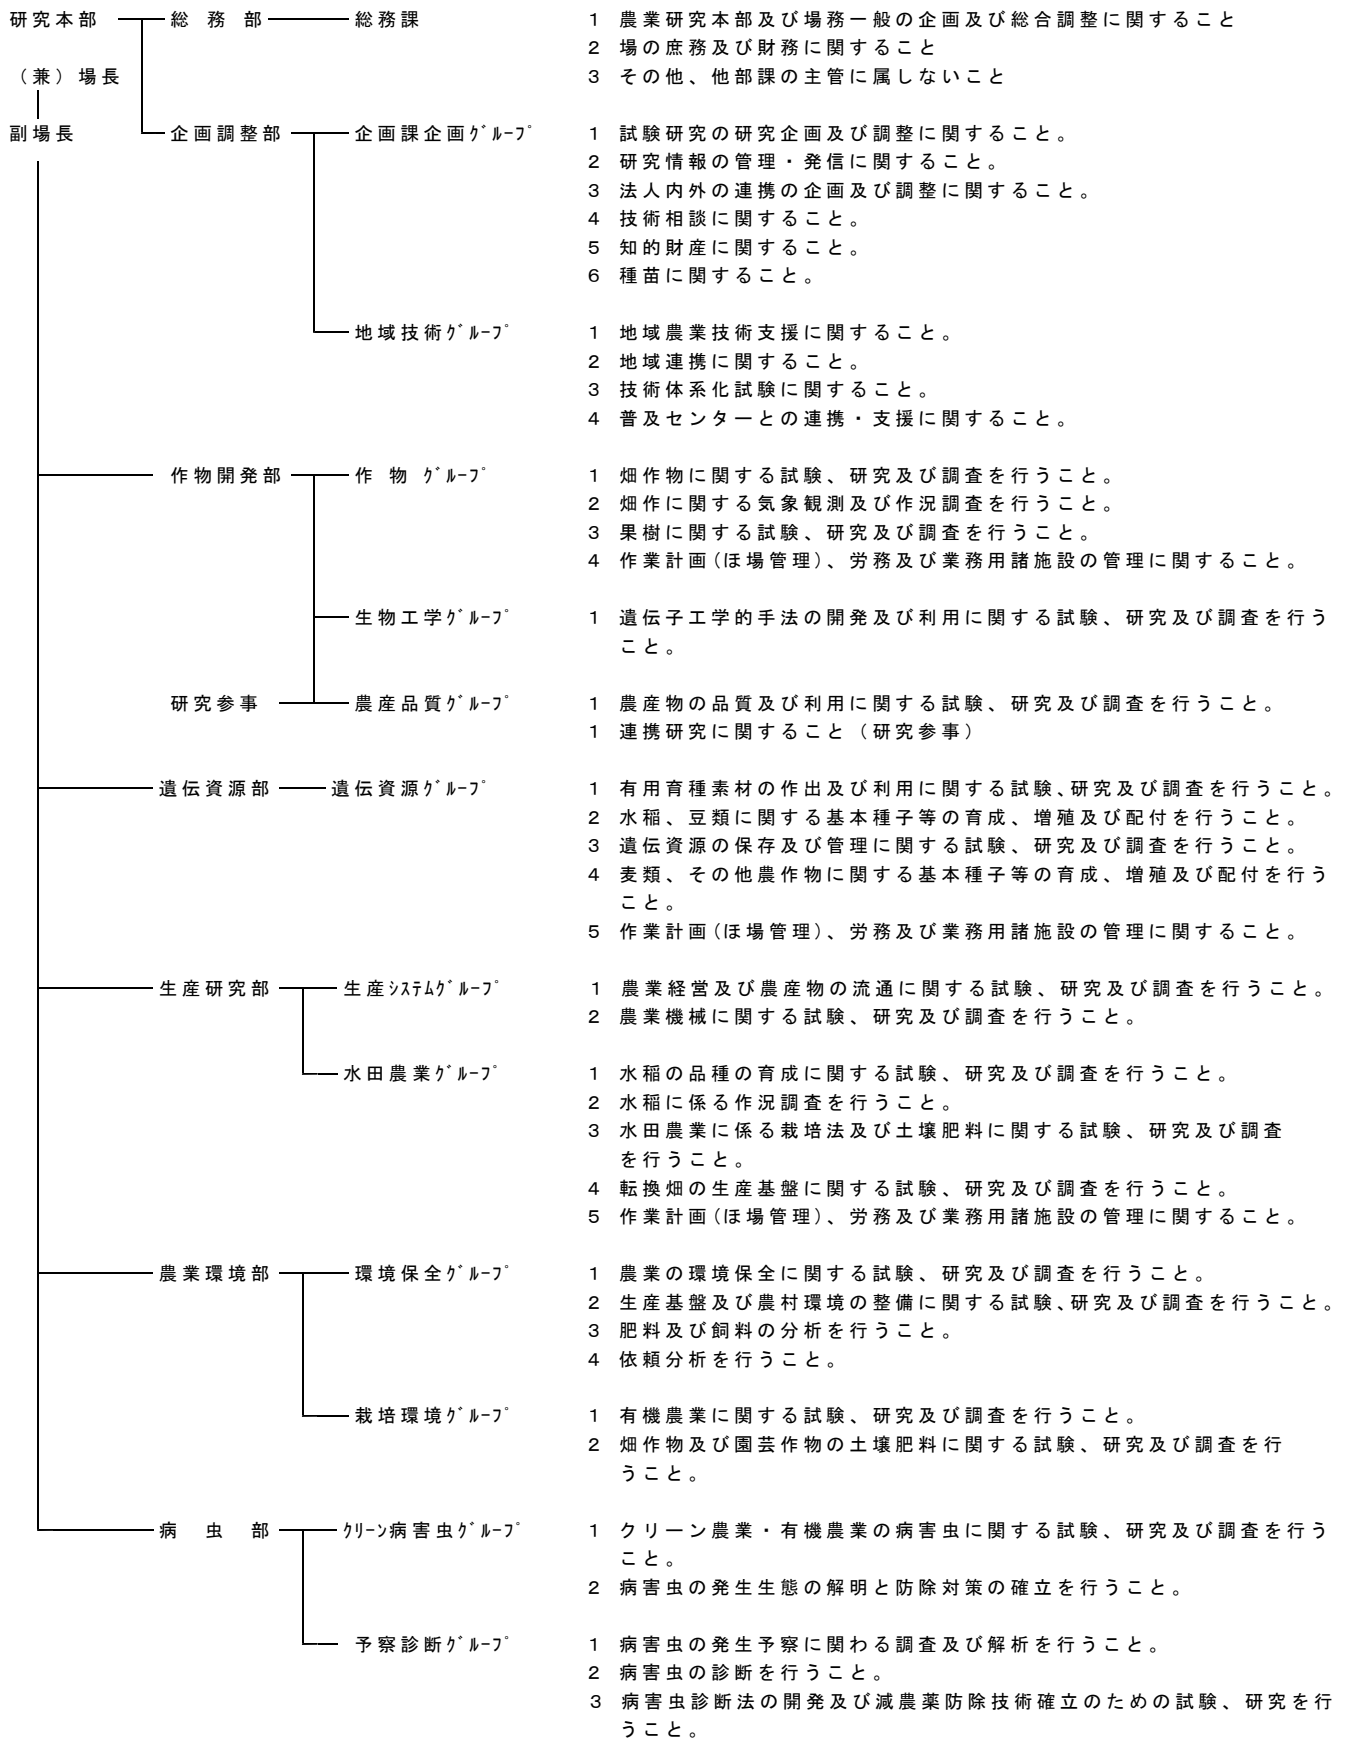 研究本部 総務部 総務課 1 農業研究本部及び場務一般の企画及び総合調整に関すること
2 場の庶務及び財務に関すること
（兼）場長 3 その他、他部課の主管に属しないこと
副場長 企画調整部 企画課企画ｸﾞﾙｰﾌﾟ 1 試験研究の研究企画及び調整に関すること。
2 研究情報の管理・発信に関すること。
3 法人内外の連携の企画及び調整に関すること。
4 技術相談に関すること。
5 知的財産に関すること。
6 種苗に関すること。
地域技術ｸﾞﾙｰﾌﾟ 1 地域農業技術支援に関すること。
2 地域連携に関すること。
3 技術体系化試験に関すること。
4 普及センターとの連携・支援に関すること。
作物開発部 作物ｸﾞﾙｰﾌﾟ 1 畑作物に関する試験、研究及び調査を行うこと。
2 畑作に関する気象観測及び作況調査を行うこと。
3 果樹に関する試験、研究及び調査を行うこと。
4 作業計画(ほ場管理)、労務及び業務用諸施設の管理に関すること。
生物工学ｸﾞﾙｰﾌﾟ 1 遺伝子工学的手法の開発及び利用に関する試験、研究及び調査を行う
こと。
研究参事 農産品質ｸﾞﾙｰﾌﾟ 1 農産物の品質及び利用に関する試験、研究及び調査を行うこと。
1 連携研究に関すること（研究参事）
遺伝資源部 遺伝資源ｸﾞﾙｰﾌﾟ 1 有用育種素材の作出及び利用に関する試験､研究及び調査を行うこと。
2 水稲、豆類に関する基本種子等の育成、増殖及び配付を行うこと。
3 遺伝資源の保存及び管理に関する試験、研究及び調査を行うこと。
4 麦類、その他農作物に関する基本種子等の育成、増殖及び配付を行う
こと。
5 作業計画(ほ場管理)、労務及び業務用諸施設の管理に関すること。
生産研究部 生産ｼｽﾃﾑｸﾞﾙｰﾌﾟ 1 農業経営及び農産物の流通に関する試験、研究及び調査を行うこと。
2 農業機械に関する試験、研究及び調査を行うこと。
水田農業ｸﾞﾙｰﾌﾟ 1 水稲の品種の育成に関する試験、研究及び調査を行うこと。
2 水稲に係る作況調査を行うこと。
3 水田農業に係る栽培法及び土壌肥料に関する試験、研究及び調査
を行うこと。
4 転換畑の生産基盤に関する試験、研究及び調査を行うこと。
5 作業計画(ほ場管理)、労務及び業務用諸施設の管理に関すること。
農業環境部 環境保全ｸﾞﾙｰﾌﾟ 1 農業の環境保全に関する試験、研究及び調査を行うこと。
2 生産基盤及び農村環境の整備に関する試験､研究及び調査を行うこと。
3 肥料及び飼料の分析を行うこと。
4 依頼分析を行うこと。
栽培環境ｸﾞﾙｰﾌﾟ 1 有機農業に関する試験、研究及び調査を行うこと。
2 畑作物及び園芸作物の土壌肥料に関する試験、研究及び調査を行
うこと。
病虫部 ｸﾘｰﾝ病害虫ｸﾞﾙｰﾌﾟ 1 クリーン農業・有機農業の病害虫に関する試験、研究及び調査を行う
こと。
2 病害虫の発生生態の解明と防除対策の確立を行うこと。
予察診断ｸﾞﾙｰﾌﾟ 1 病害虫の発生予察に関わる調査及び解析を行うこと。
2 病害虫の診断を行うこと。
3 病害虫診断法の開発及び減農薬防除技術確立のための試験、研究を行
うこと。